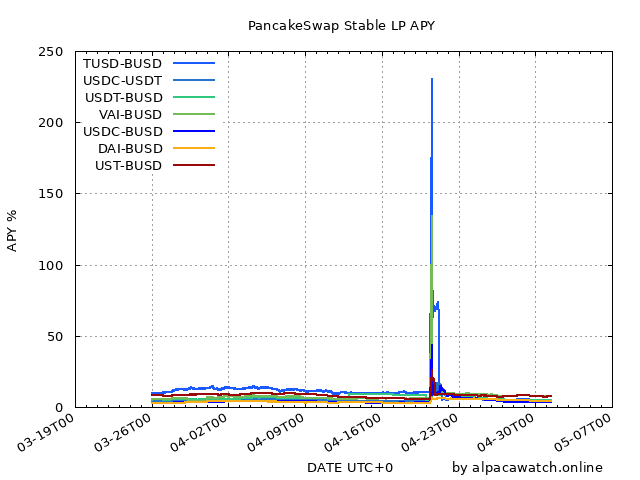 PancakeSwap Stable LP APY
250
200
150
100
50
0
APY %
TUSD-BUSD
USDC-USDT
USDT-BUSD
VAI-BUSD
USDC-BUSD
DAI-BUSD
UST-BUSD
03-19T00
03-26T00
04-02T00
04-09T00
04-16T00
04-23T00
04-30T00
05-07T00
DATE UTC+0
by alpacawatch.online